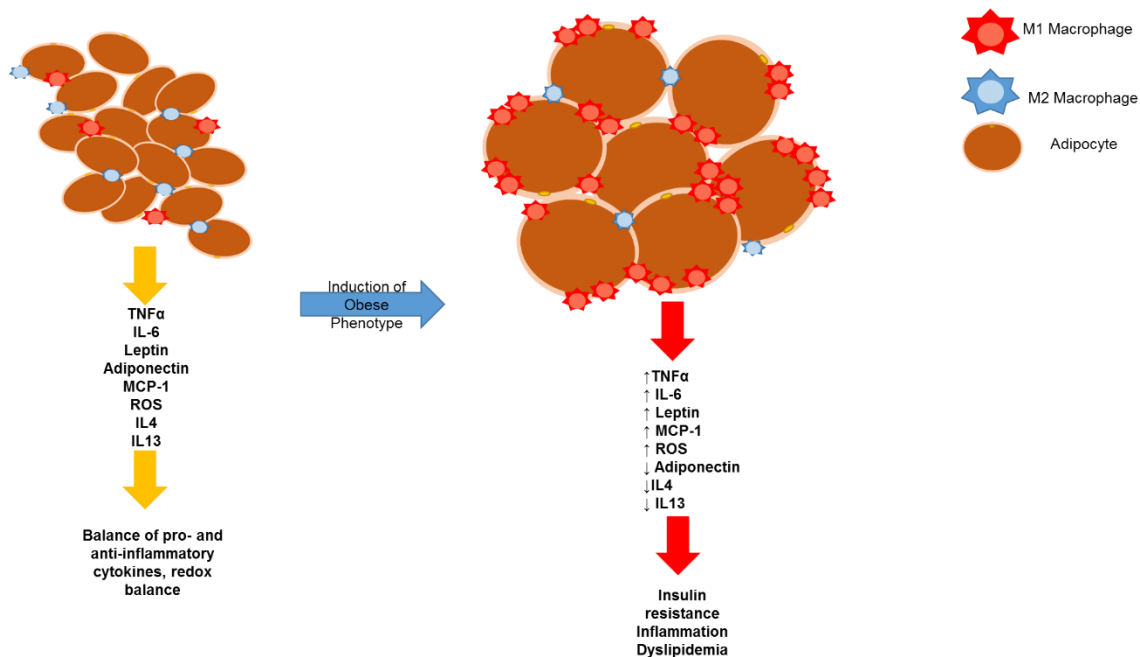 M1 Macrophage
M2 Macrophage
Adipocyte
TNFα
IL-6
Leptin
Adiponectin
MCP-1
ROS
IL4
IL13
Balance of pro- and
anti-inflammatory
cytokines, redox
balance
Induction of
Obese
Phenotype
↑TNFα
↑ IL-6
↑ Leptin
↑ MCP-1
↑ ROS
↓ Adiponectin
↓IL4
↓ IL13
Insulin
resistance
Inflammation
Dyslipidemia